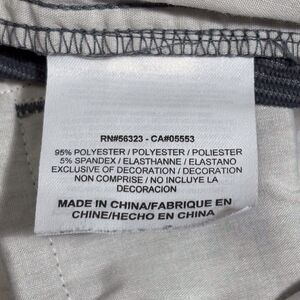 RN#56323 - CA#05553
95% POLYESTER / POLYESTER / POLIESTER
5% SPANDEX / ELASTHANNE / ELASTANO
EXCLUSIVE OF DECORATION / DECORATION
NON COMPRISE / NO INCLUYE LA
DECORACION
MADE IN CHINA/FABRIQUE EN
CHINE/HECHO EN CHINA